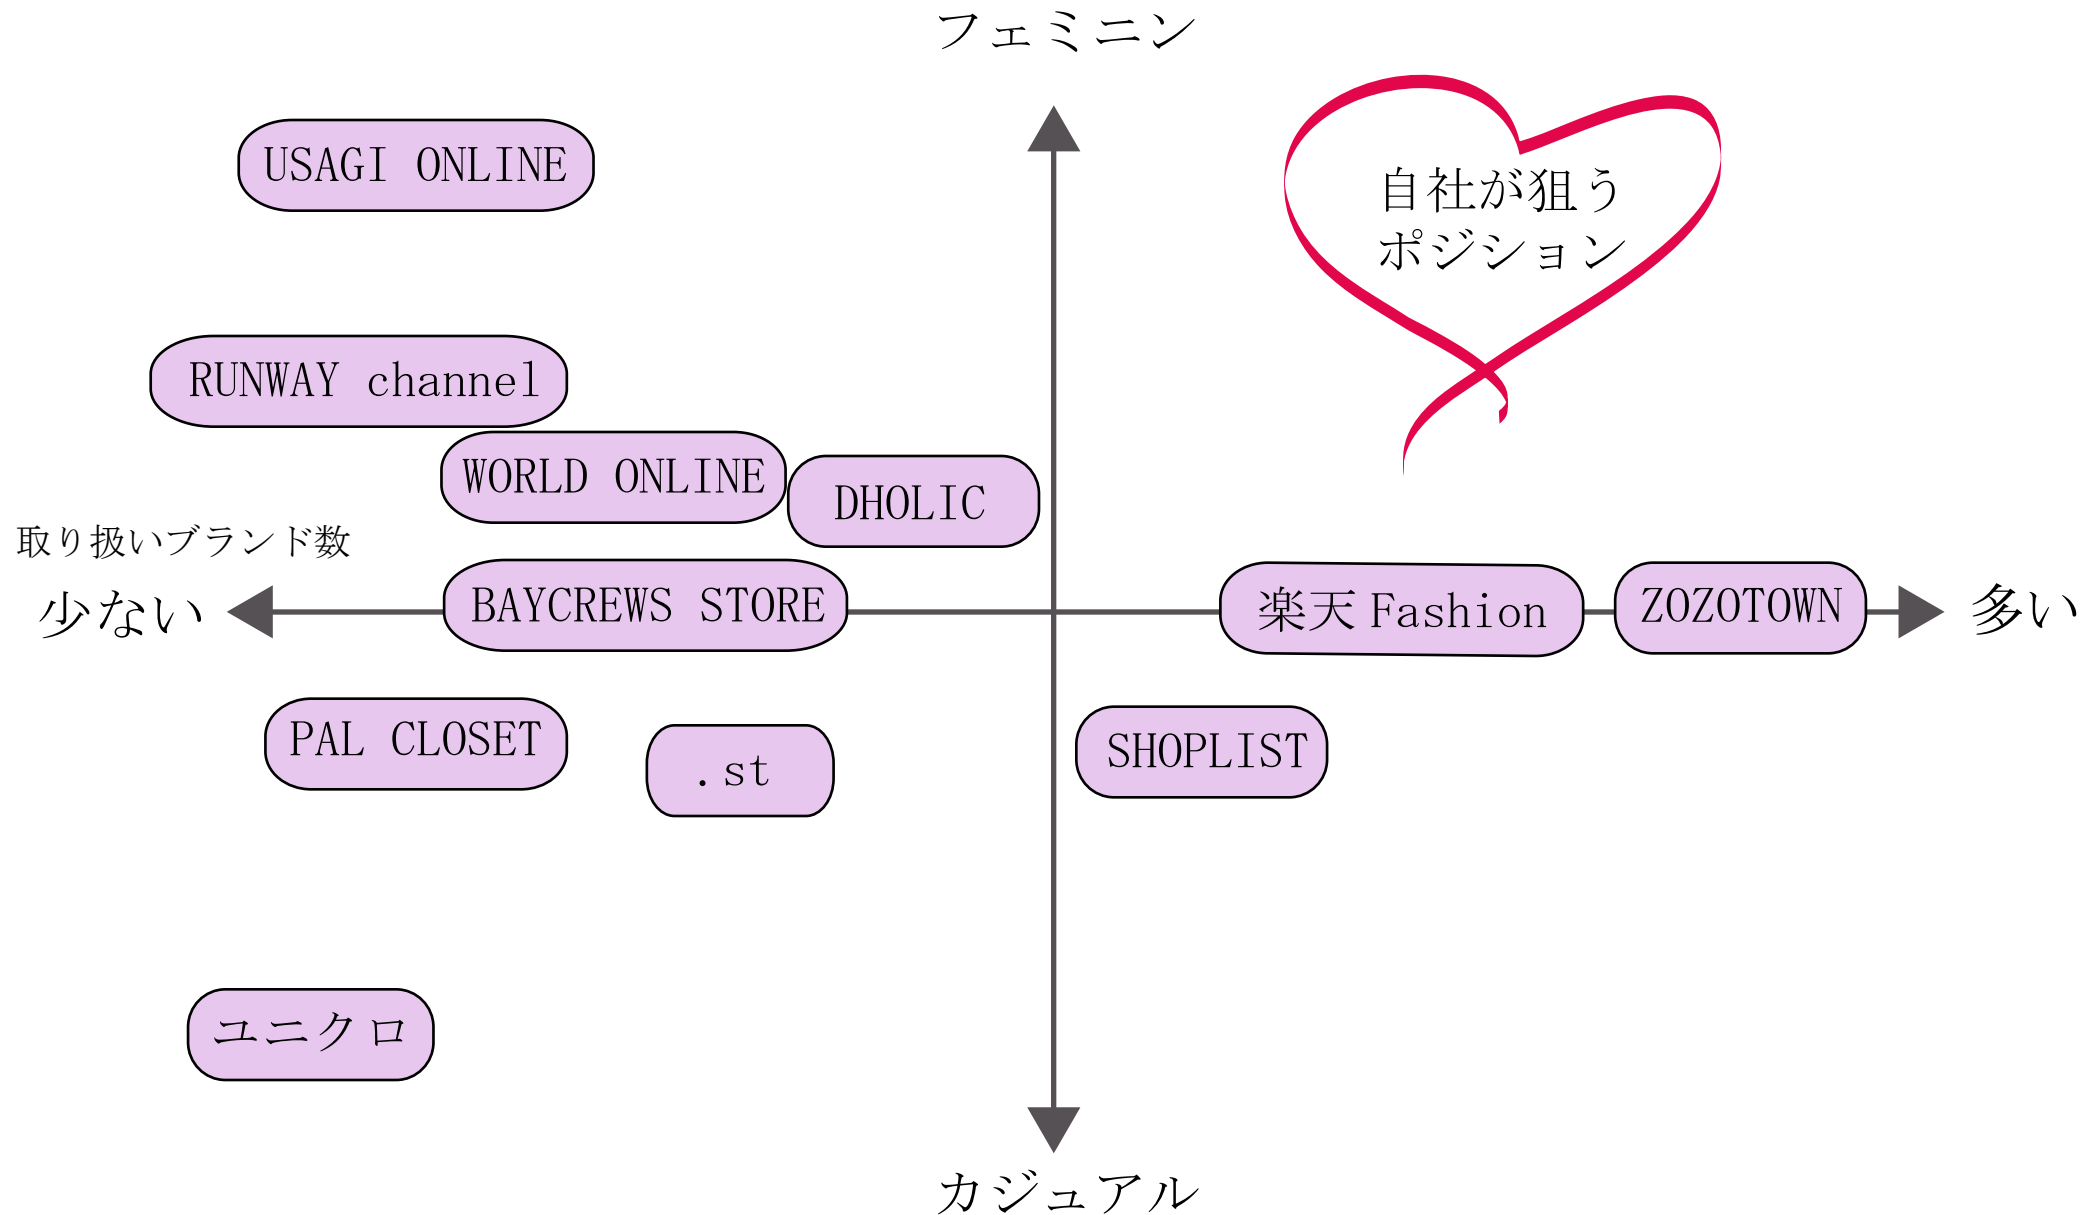 フェミニン
USAGI ONLINE
自社が狙う
ポジション
RUNWAY channel
WORLD ONLINE
DHOLIC
取り扱いブランド数
少ない
BAYCREWS STORE
楽天 Fashion
ZOZOTOWN
多い
PAL CLOSET
.st
SHOPLIST
ユニクロ
カジュアル